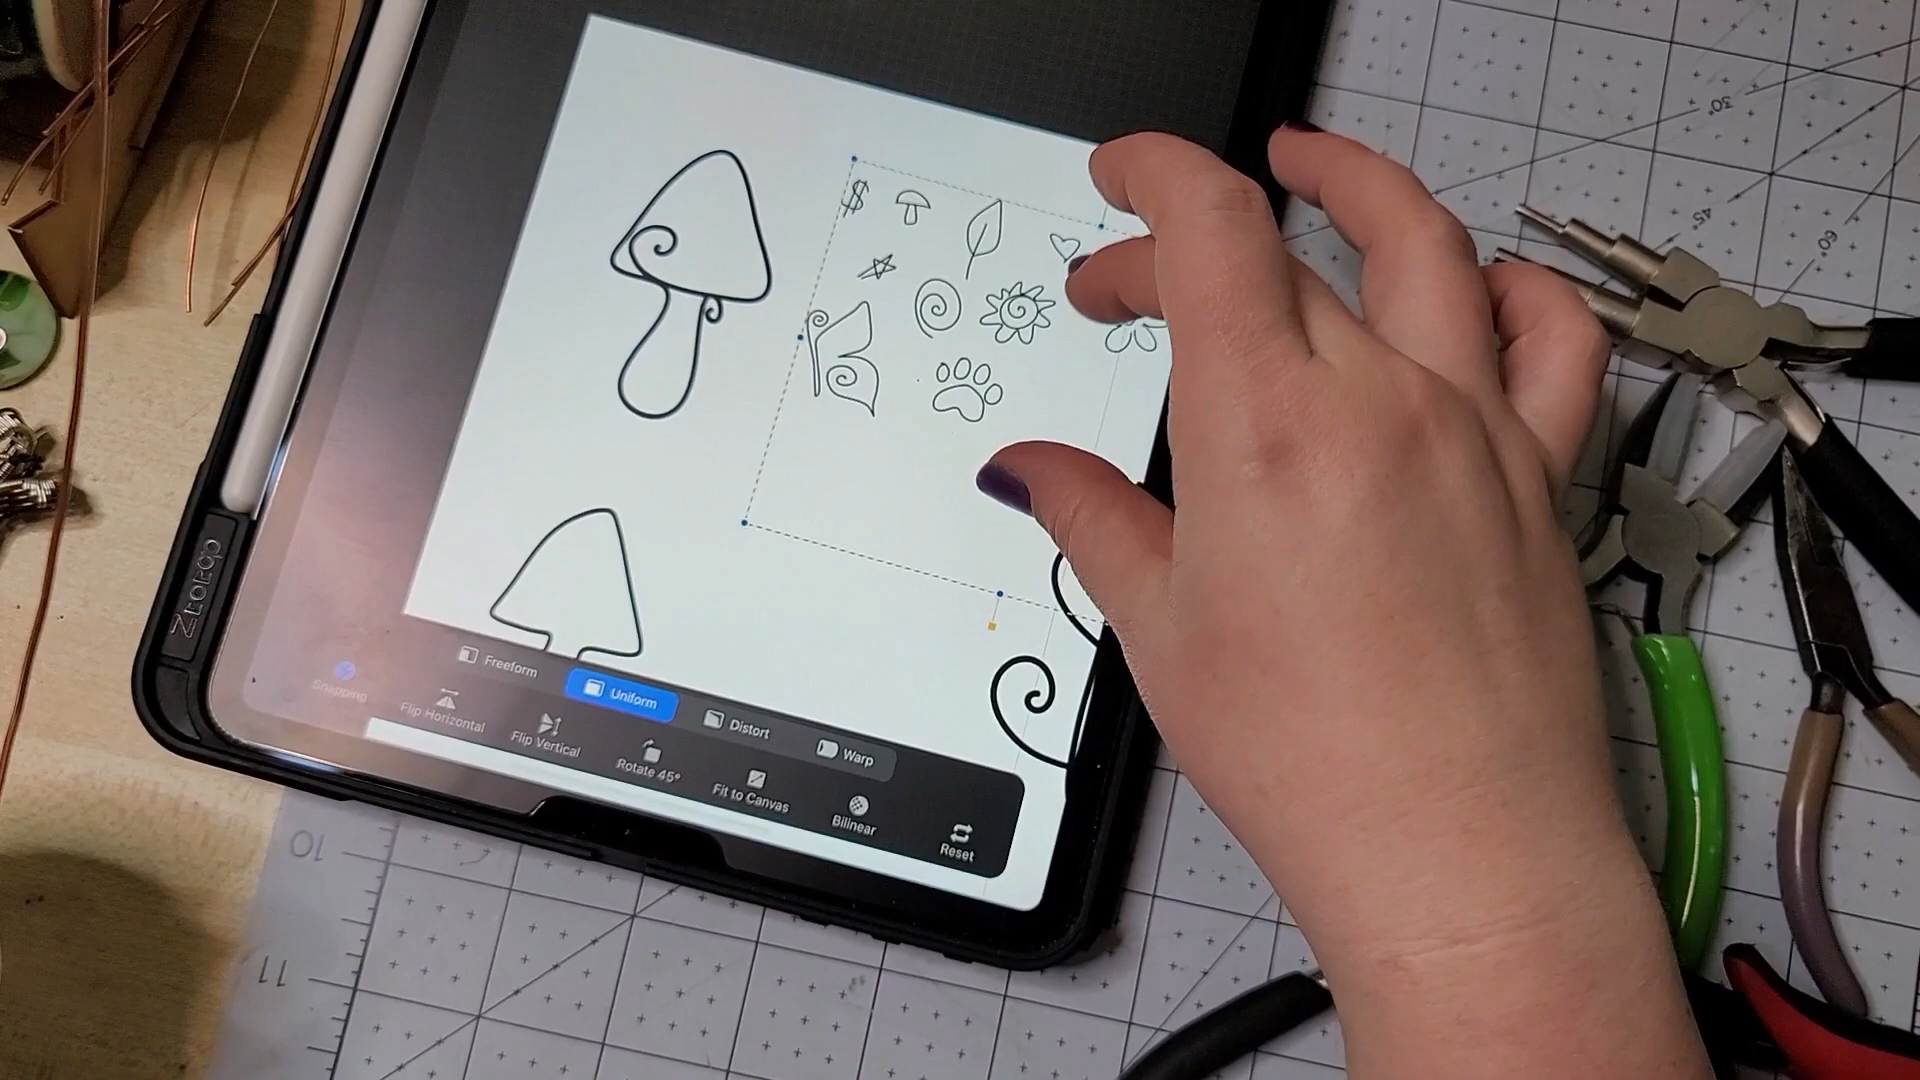 $
30°
45
60
ZEOTOP
Freeform
Uniform
Distort
Warp
Snapping
Flip Horizontal
Flip Vertical
Rotate 45°
Fit to Canvas
Bilinear
Reset
10
11